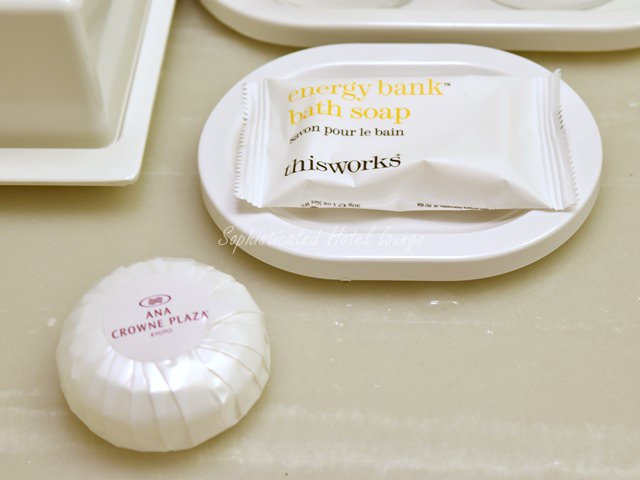 energy bank™
bath soap
savon pour le bain
thisworks
Sophisticated Hotel lounge
ANA
CROWNE PLAZA
KYOTO